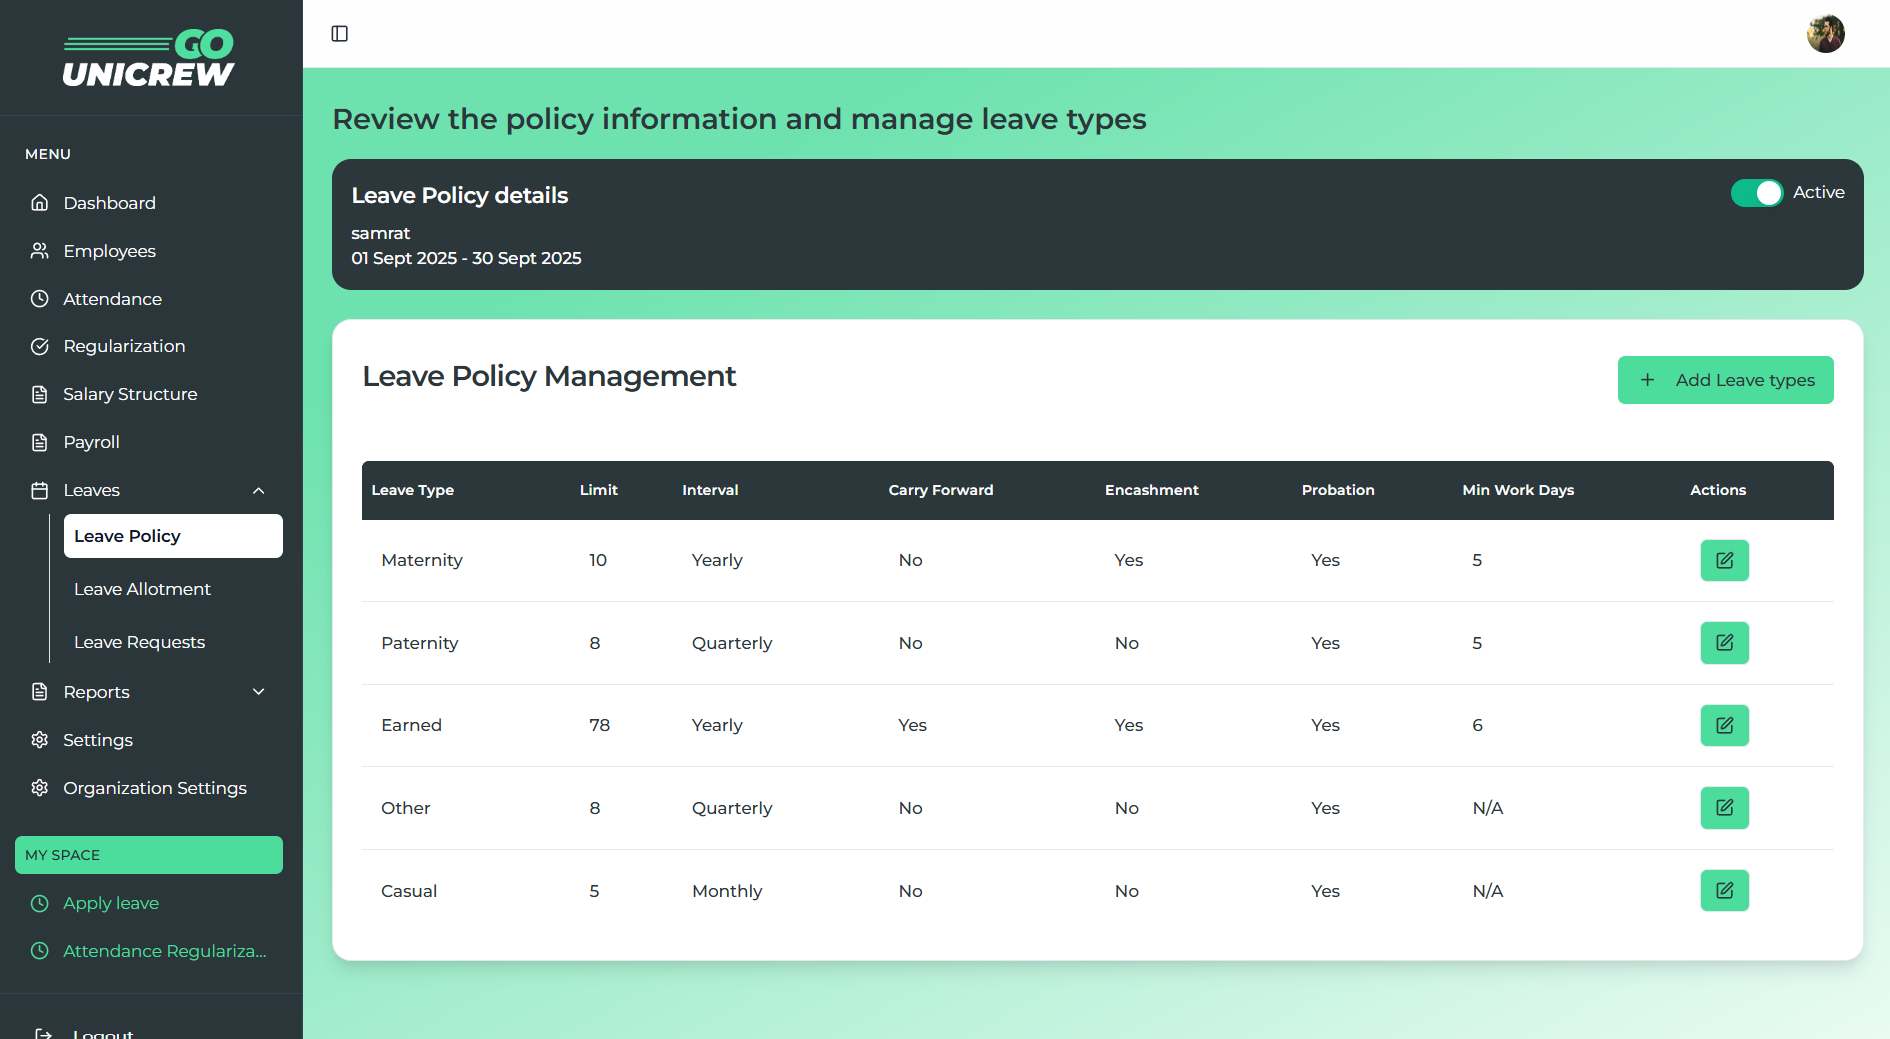 GO
UNICREW
MENU
Dashboard
Employees
Attendance
Regularization
Salary Structure
Payroll
Leaves
Leave Policy
Leave Allotment
Leave Requests
Reports
Settings
Organization Settings
MY SPACE
Apply leave
Attendance Regulariza...
Logout
Review the policy information and manage leave types
Leave Policy details
Active
samrat
01 Sept 2025 - 30 Sept 2025
Leave Policy Management
Add Leave types
Leave Type Limit Interval Carry Forward Encashment Probation Min Work Days Actions
Maternity 10 Yearly No Yes Yes 5
Paternity 8 Quarterly No No Yes 5
Earned 78 Yearly Yes Yes Yes 6
Other 8 Quarterly No No Yes N/A
Casual 5 Monthly No No Yes N/A